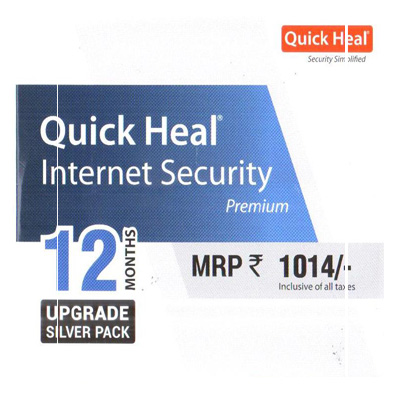 Quick Heal®
Security Simplified
Quick Heal®
Internet Security
Premium
12
MONTHS
MRP ₹ 1014/-
Inclusive of all taxes
UPGRADE
SILVER PACK